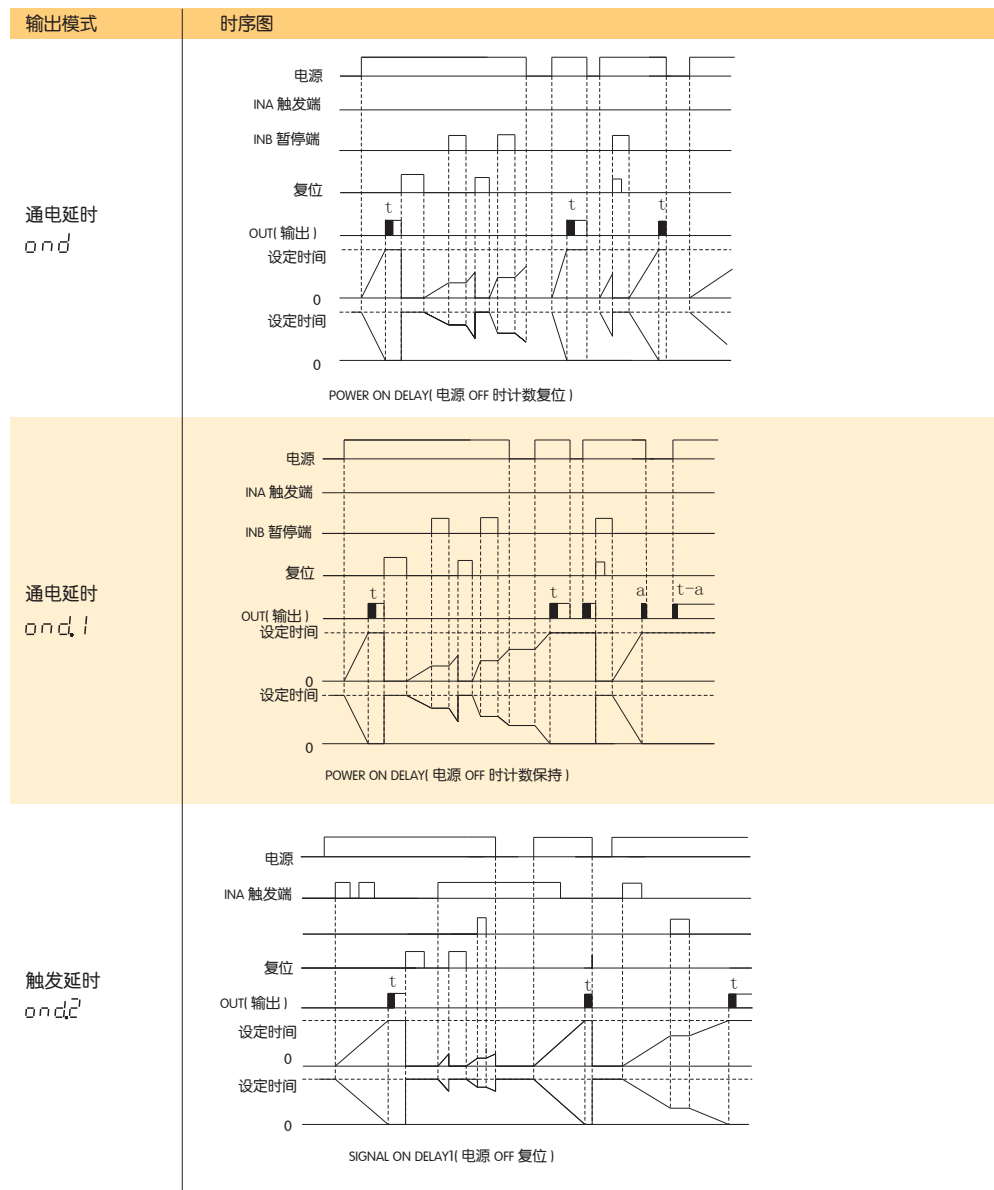 输出模式 时序图
通电延时
ond
电源
INA 触发端
INB 暂停端
复位
t t t
OUT( 输出 )
设定时间
0
设定时间
0
POWER ON DELAY( 电源 OFF 时计数复位 )
通电延时
ond.1
电源
INA 触发端
INB 暂停端
复位
t t a t-a
OUT( 输出 )
设定时间
0
设定时间
0
POWER ON DELAY( 电源 OFF 时计数保持 )
触发延时
ond.2
电源
INA 触发端
复位
t t t
OUT( 输出 )
设定时间
0
设定时间
0
SIGNAL ON DELAY1( 电源 OFF 复位 )